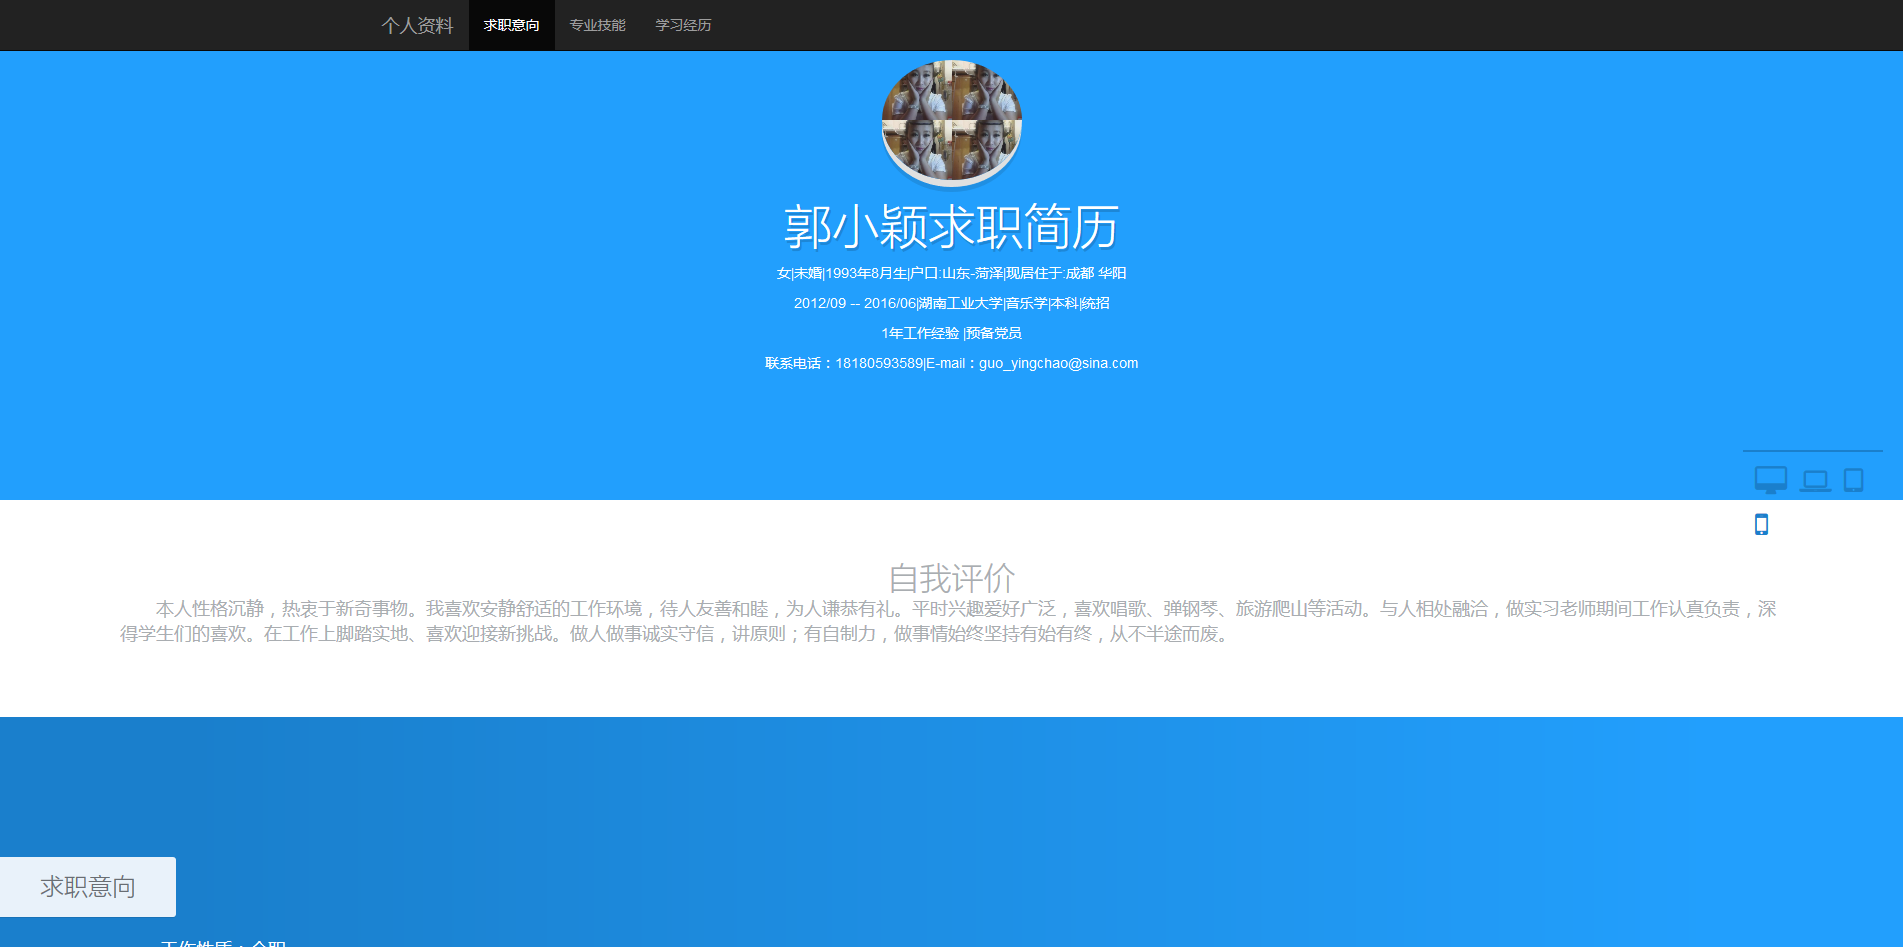 个人资料 求职意向 专业技能 学习经历
郭小颖求职简历
女|未婚|1993年8月生|户口:山东-菏泽|现居住于:成都 华阳
2012/09 -- 2016/06|湖南工业大学|音乐学|本科|统招
1年工作经验 |预备党员
联系电话：18180593589|E-mail：guo_yingchao@sina.com
自我评价
本人性格沉静，热衷于新奇事物。我喜欢安静舒适的工作环境，待人友善和睦，为人谦恭有礼。平时兴趣爱好广泛，喜欢唱歌、弹钢琴、旅游爬山等活动。与人相处融洽，做实习老师期间工作认真负责，深
得学生们的喜欢。在工作上脚踏实地、喜欢迎接新挑战。做人做事诚实守信，讲原则；有自制力，做事情始终坚持有始有终，从不半途而废。
求职意向
工作性质：全职